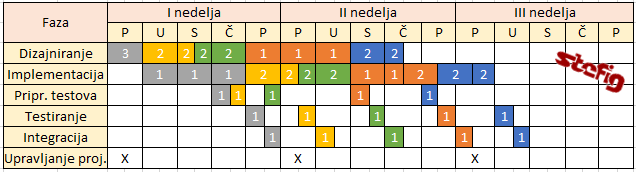 Faza I nedelja II nedelja III nedelja
P U S Č P P U S Č P P U S Č P
Dizajniranje 3 2 2 2 2 1 1 1 2 2
Implementacija 1 1 1 2 2 2 2 1 1 2 2 2
Pripr. testova 1 1 1 1 1
Testiranje 1 1 1 1 1
Integracija 1 1 1 1 1
Upravljanje proj. X X X
stefig